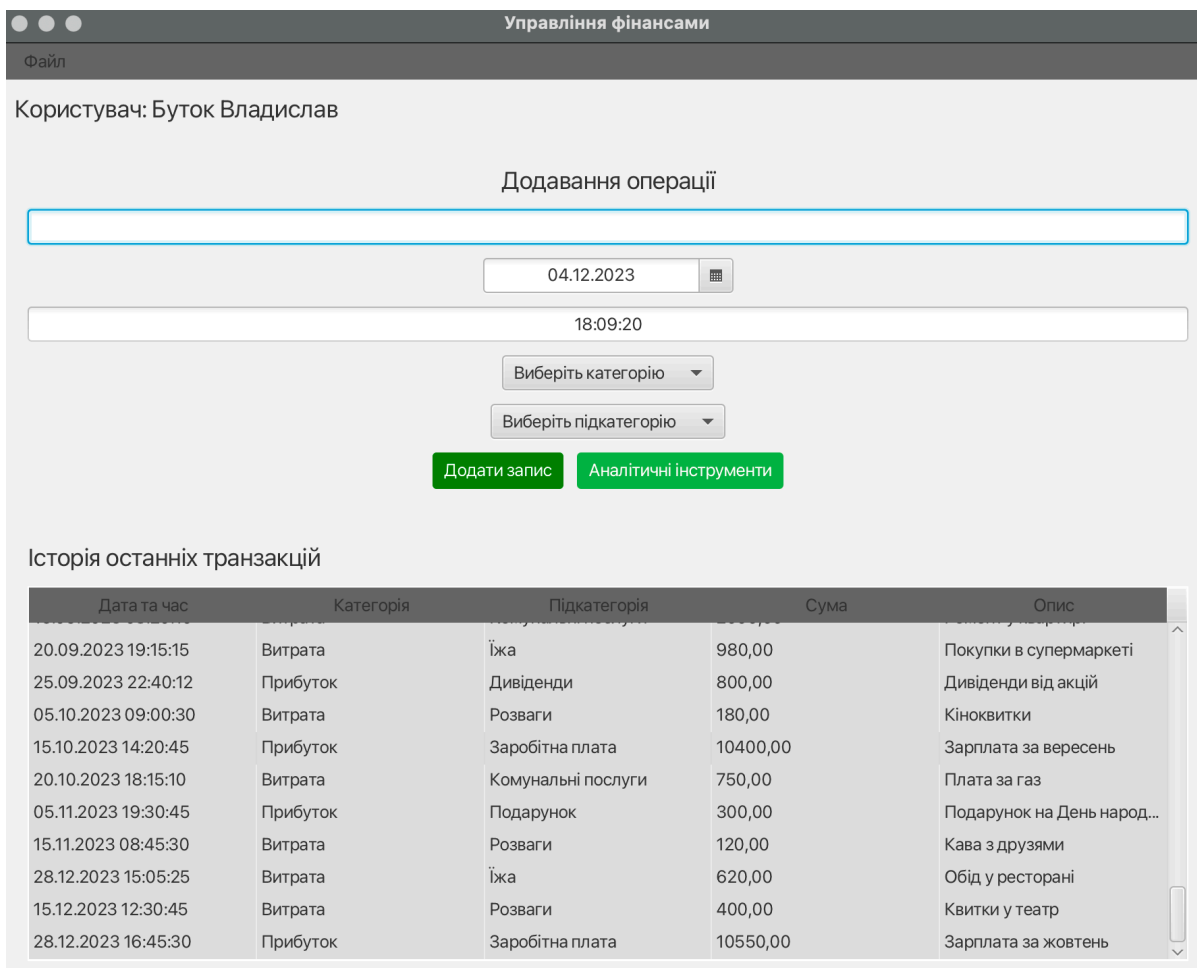 Управління фінансами
Файл
Користувач: Буток Владислав
Додавання операції
04.12.2023
18:09:20
Виберіть категорію
Виберіть підкатегорію
Додати запис Аналітичні інструменти
Історія останніх транзакцій
Дата та час Категорія Підкатегорія Сума Опис
20.09.2023 19:15:15 Витрата Їжа 980,00 Покупки в супермаркеті
25.09.2023 22:40:12 Прибуток Дивіденди 800,00 Дивіденди від акцій
05.10.2023 09:00:30 Витрата Розваги 180,00 Кіноквитки
15.10.2023 14:20:45 Прибуток Заробітна плата 10400,00 Зарплата за вересень
20.10.2023 18:15:10 Витрата Комунальні послуги 750,00 Плата за газ
05.11.2023 19:30:45 Прибуток Подарунок 300,00 Подарунок на День народ...
15.11.2023 08:45:30 Витрата Розваги 120,00 Кава з друзями
28.12.2023 15:05:25 Витрата Їжа 620,00 Обід у ресторані
15.12.2023 12:30:45 Витрата Розваги 400,00 Квитки у театр
28.12.2023 16:45:30 Прибуток Заробітна плата 10550,00 Зарплата за жовтень